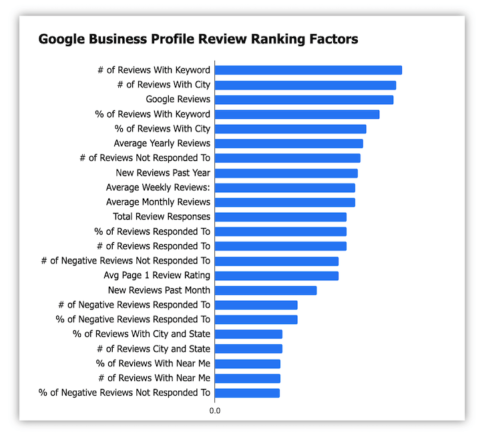 Google Business Profile Review Ranking Factors
# of Reviews With Keyword
# of Reviews With City
Google Reviews
% of Reviews With Keyword
% of Reviews With City
Average Yearly Reviews
# of Reviews Not Responded To
New Reviews Past Year
Average Weekly Reviews:
Average Monthly Reviews
Total Review Responses
% of Reviews Responded To
# of Reviews Responded To
# of Negative Reviews Not Responded To
Avg Page 1 Review Rating
New Reviews Past Month
# of Negative Reviews Responded To
% of Negative Reviews Responded To
% of Reviews With City and State
# of Reviews City and State
% of Reviews With Near Me
# of Reviews With Near Me
% of Negative Reviews Not Responded To
0.0